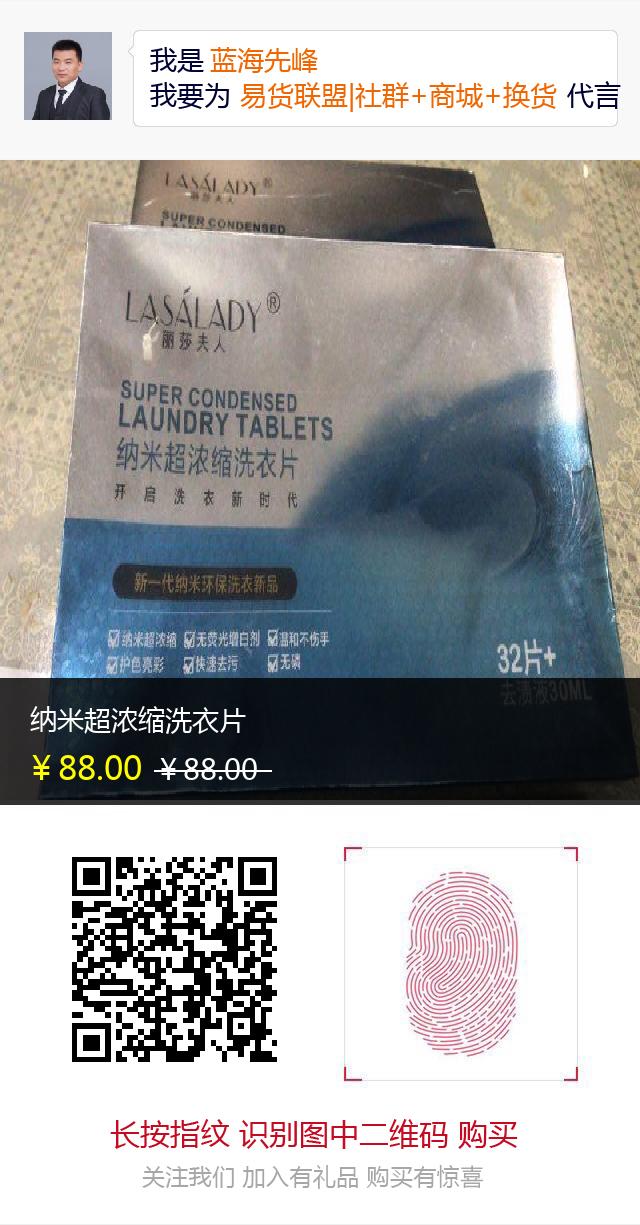 我是 蓝海先峰
我要为 易货联盟|社群+商城+换货 代言
LASÁLADY®
丽莎夫人
SUPER CONDENSED
LASÁLADY®
丽莎夫人
SUPER CONDENSED
LAUNDRY TABLETS
纳米超浓缩洗衣片
开启洗衣新时代
新一代纳米环保洗衣新品
☑纳米超浓缩 ☑无荧光增白剂 ☑温和不伤手
☑护色亮彩 ☑快速去污 ☑无磷
32片+
去渍液30ML
纳米超浓缩洗衣片
¥88.00 ¥88.00
长按指纹 识别图中二维码 购买
关注我们 加入有礼品 购买有惊喜